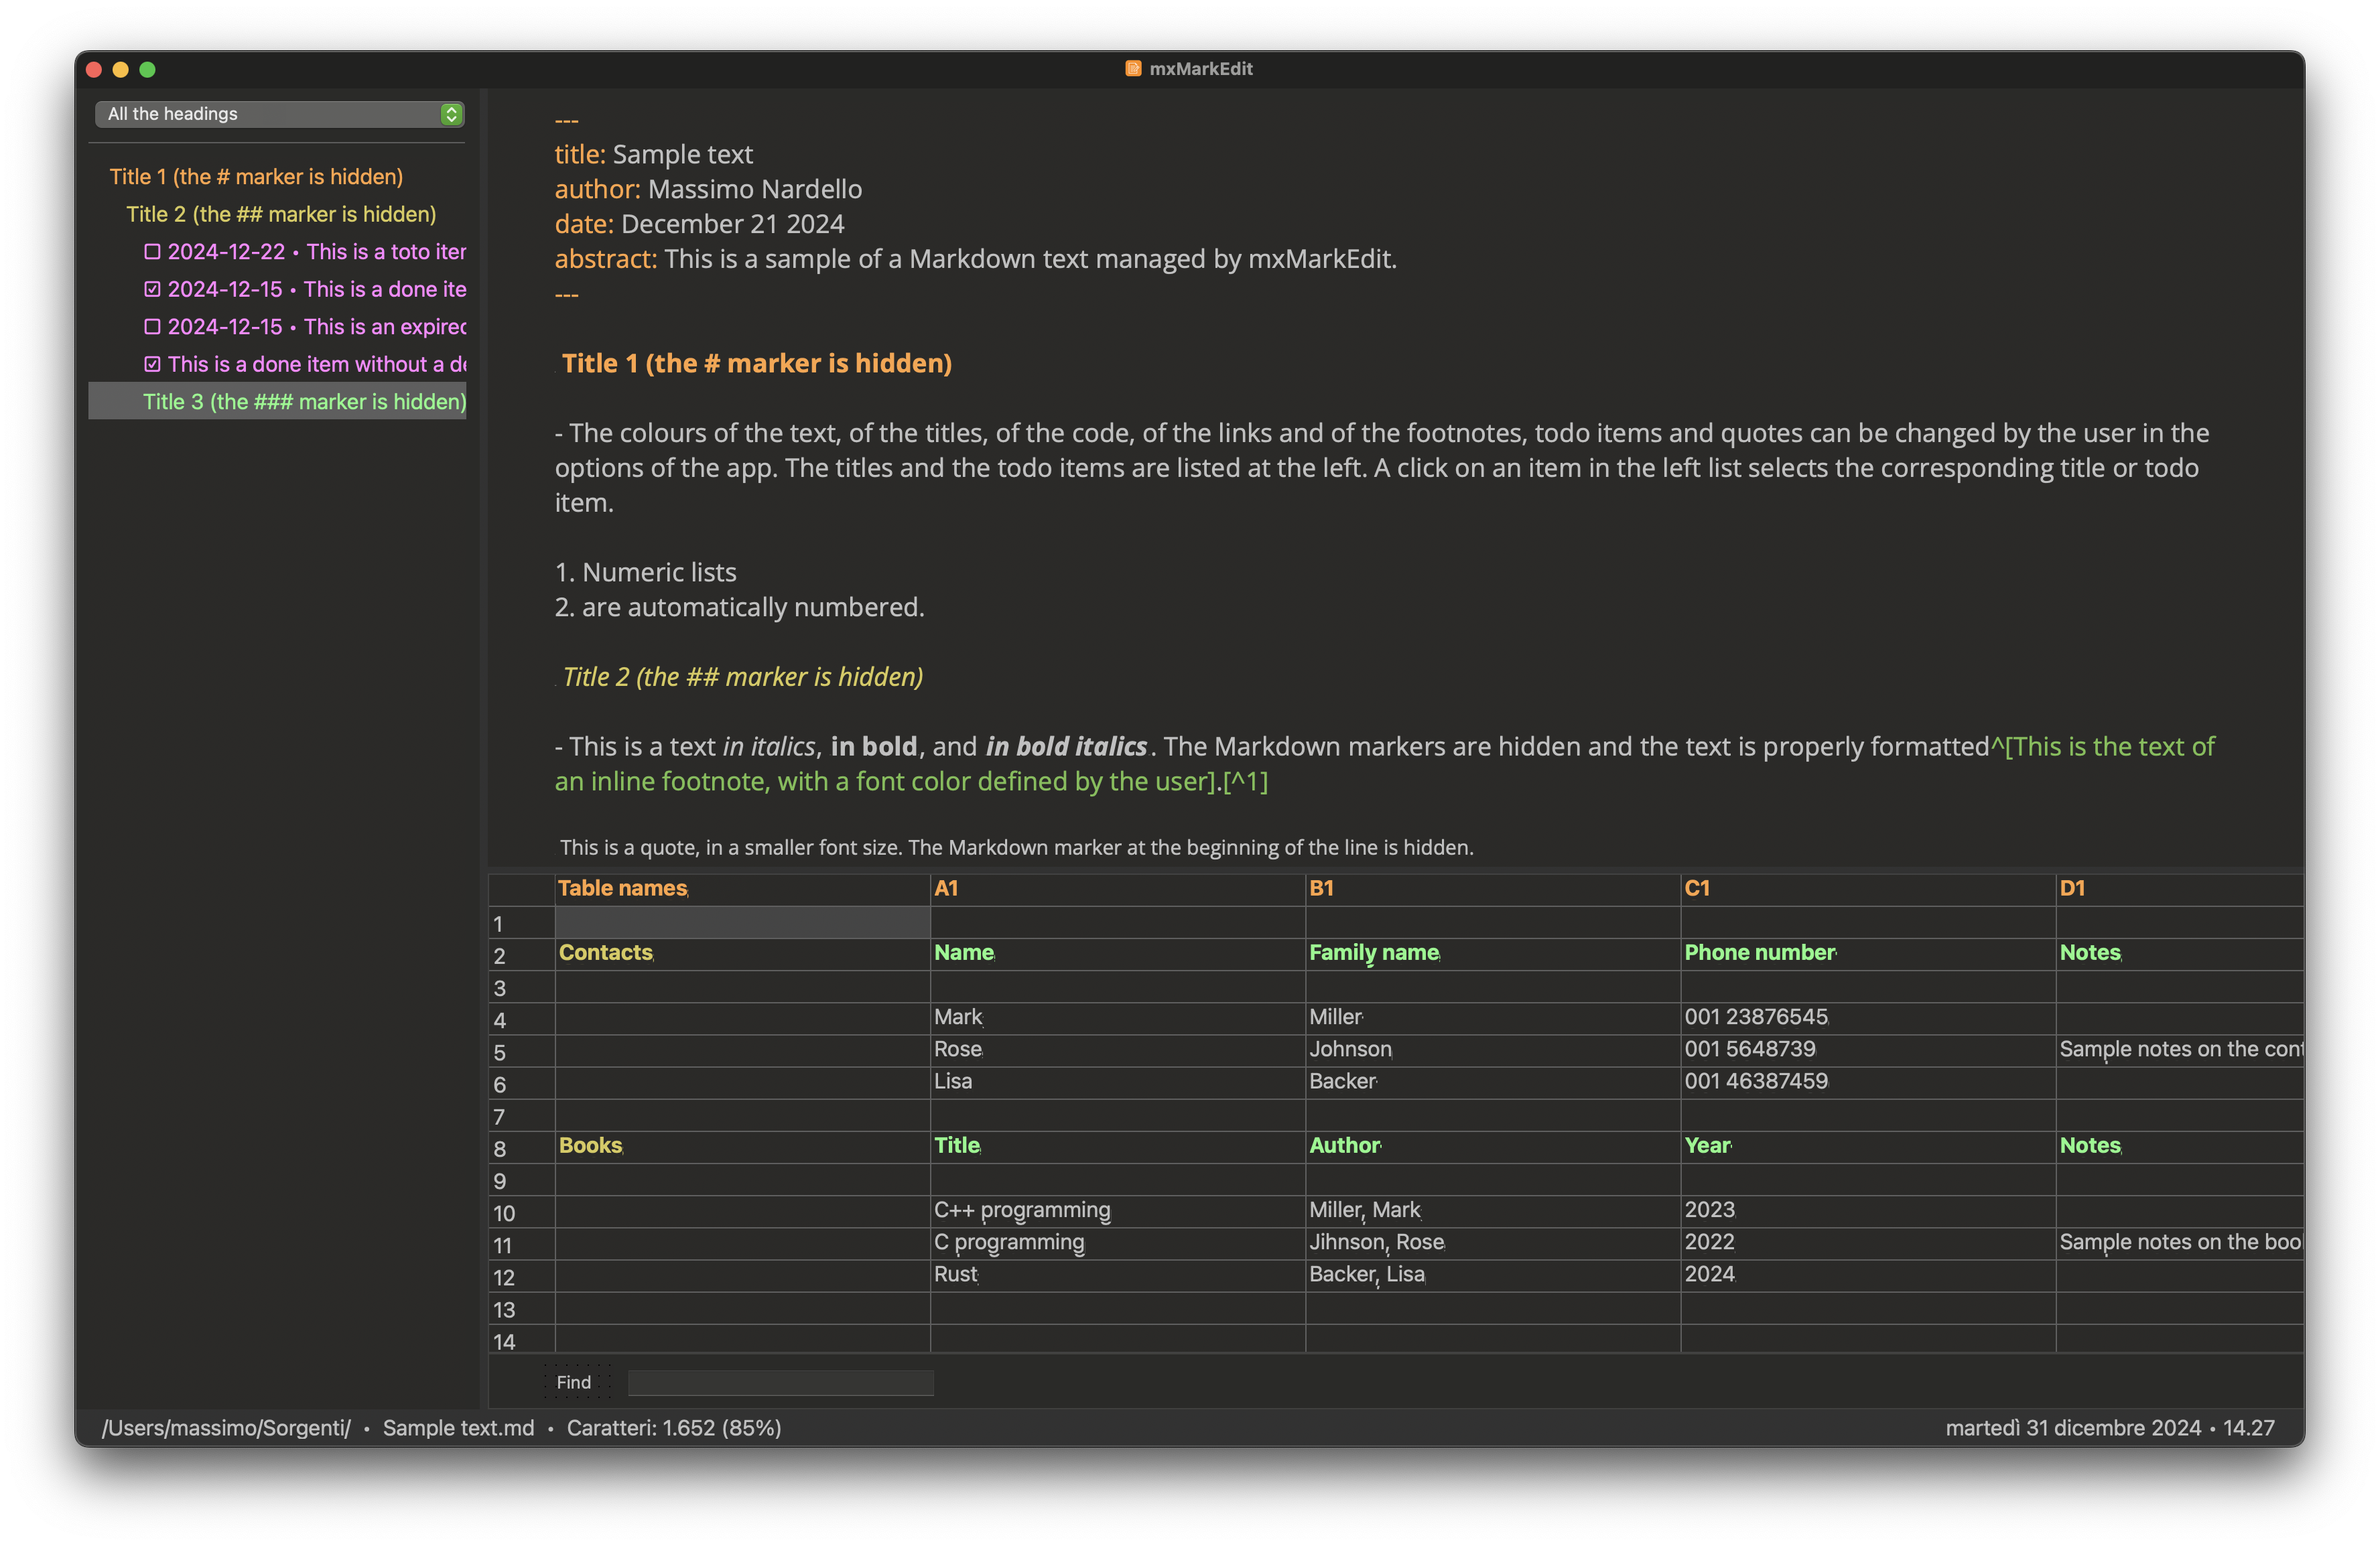 mxMarkEdit
All the headings
Title 1 (the # marker is hidden)
Title 2 (the ## marker is hidden)
2024-12-22 • This is a toto
2024-12-15 • This is a done
2024-12-15 • This is an
This is a done item without a
Title 3 (the ### marker is hidden)
---
title: Sample text
author: Massimo Nardello
date: December 21 2024
abstract: This is a sample of a Markdown text managed by mxMarkEdit.
---
Title 1 (the # marker is hidden)
- The colours of the text, of the titles, of the code, of the links and of the footnotes, todo items and quotes can be changed by the user in the
options of the app. The titles and the todo items are listed at the left. A click on an item in the left list selects the corresponding title or todo
item.
1. Numeric lists
2. are automatically numbered.
Title 2 (the ## marker is hidden)
- This is a text in italics, in bold, and in bold italics. The Markdown markers are hidden and the text is properly formatted^[This is the text of
an inline footnote, with a font color defined by the user].[^1]
This is a quote, in a smaller font size. The Markdown marker at the beginning of the line is hidden.
Table names A1 B1 C1 D1
1
2 Contacts Name Family name Phone number Notes
3
4 Mark Miller 001 23876545
5 Rose Johnson 001 5648739 Sample notes on the
6 Lisa Backer 001 46387459
7
8 Books Title Author Year Notes
9
10 C++ programming Miller, Mark 2023
11 C programming Jihnson, Rose 2022 Sample notes on the
12 Rust Backer, Lisa 2024
13
14
Find
/Users/massimo/Sorgenti/ • Sample text.md • Caratteri: 1.652 (85%)
martedì 31 dicembre 2024 • 14.27